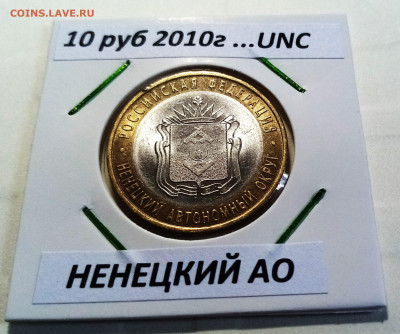 COINS.LAVE.RU
10 руб 2010г ...UNC
РОССИЙСКАЯ ФЕДЕРАЦИЯ
НЕНЕЦКИЙ АВТОНОМНЫЙ ОКРУГ
НЕНЕЦКИЙ АО